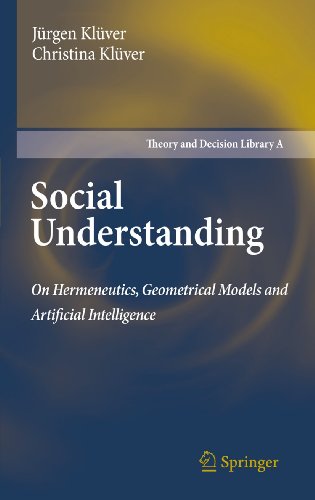 Jürgen Klüver
Christina Klüver
Theory and Decision Library A
Social
Understanding
On Hermeneutics, Geometrical Models and
Artificial Intelligence
Springer